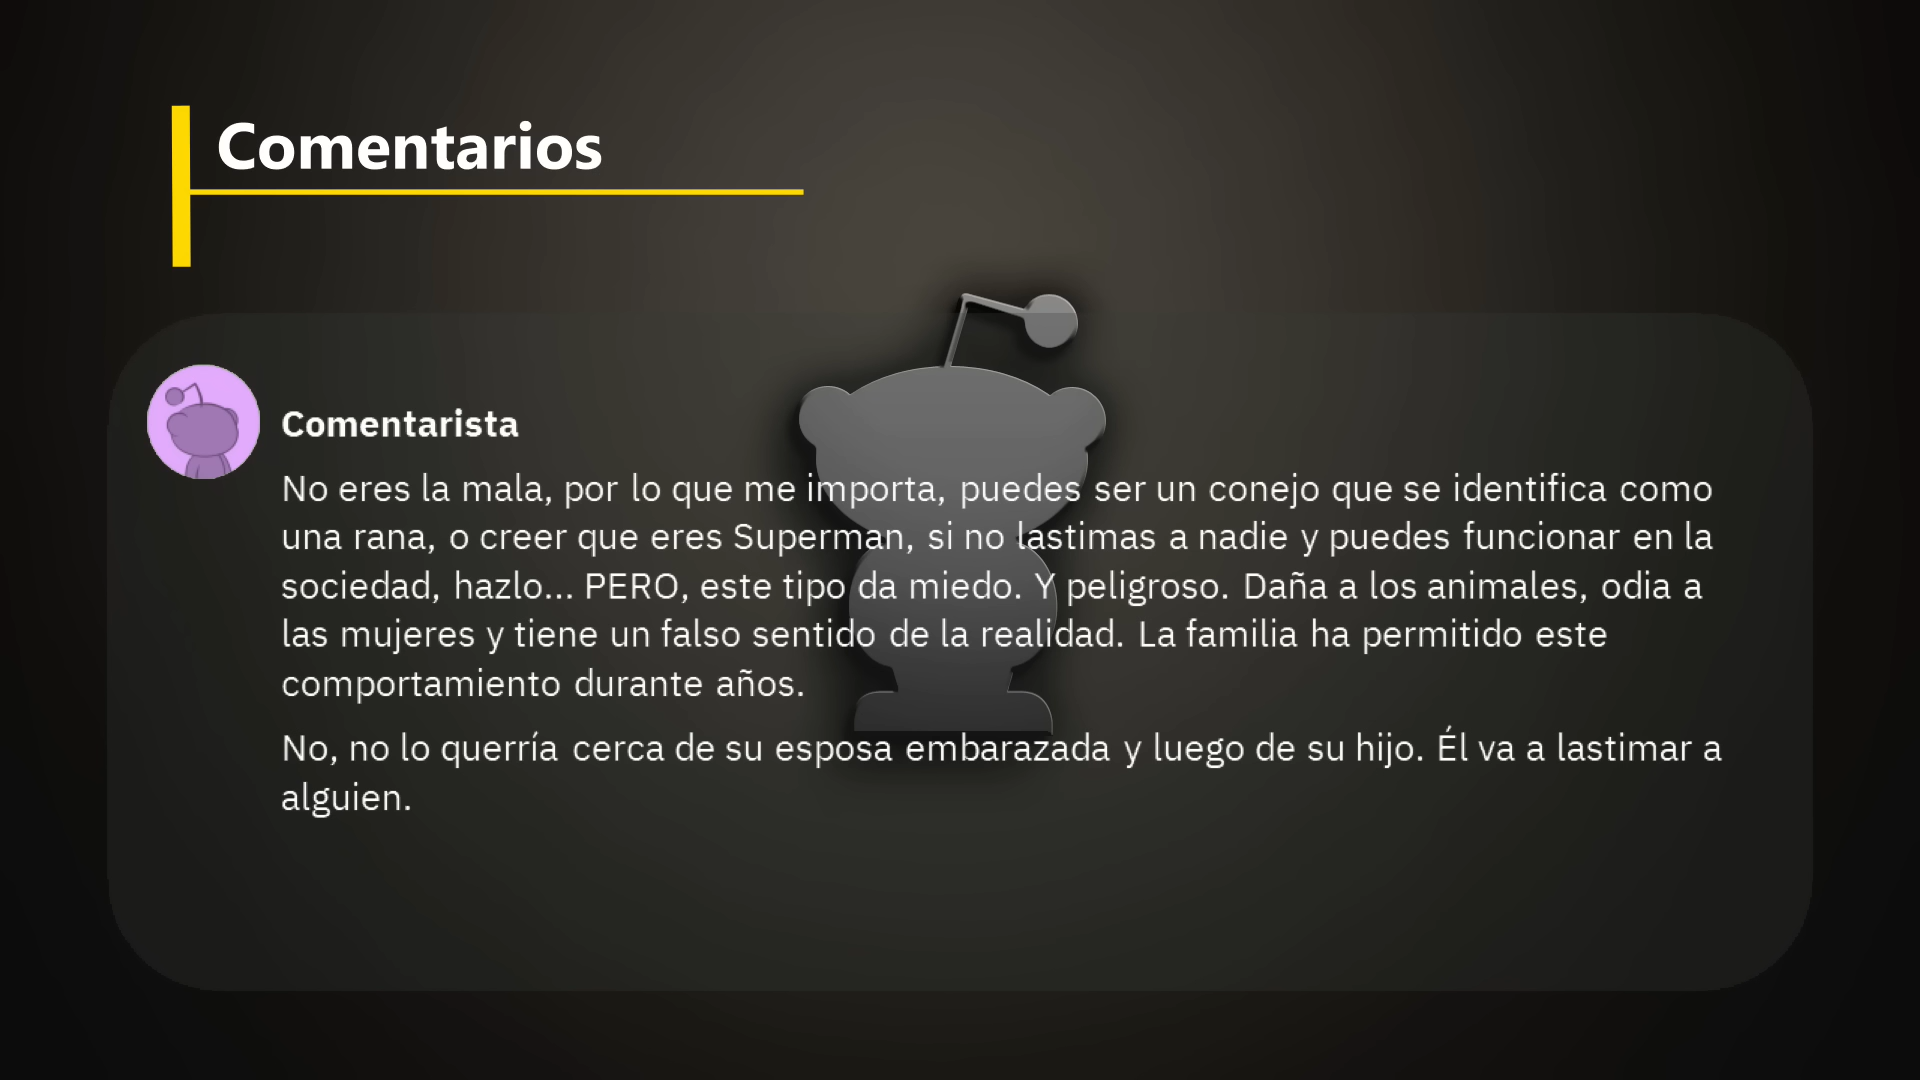 Comentarios
Comentarista
No eres la mala, por lo que me importa, puedes ser un conejo que se identifica como
una rana, o creer que eres Superman, si no lastimas a nadie y puedes funcionar en la
sociedad, hazlo... PERO, este tipo da miedo. Y peligroso. Daña a los animales, odia a
las mujeres y tiene un falso sentido de la realidad. La familia ha permitido este
comportamiento durante años.
No, no lo querría cerca de su esposa embarazada y luego de su hijo. Él va a lastimar a
alguien.